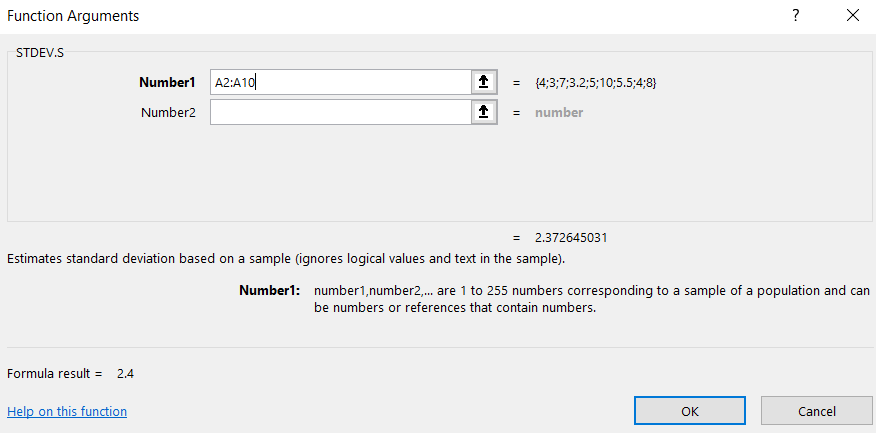 Function Arguments ? ×
STDEV.S
Number1 A2:A10 = {4;3;7;3.2;5;10;5.5;4;8}
Number2 = number
= 2.372645031
Estimates standard deviation based on a sample (ignores logical values and text in the sample).
Number1: number1,number2,... are 1 to 255 numbers corresponding to a sample of a population and can
be numbers or references that contain numbers.
Formula result = 2.4
Help on this function OK Cancel